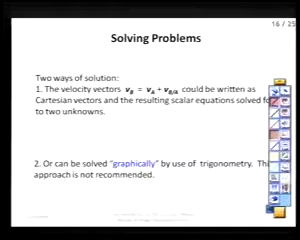 16 / 25
Solving Problems
Two ways of solution:
1. The velocity vectors v_B = v_A + v_B/A could be written as
Cartesian vectors and the resulting scalar equations solved fo
to two unknowns.
2. Or can be solved "graphically" by use of trigonometry. Thi
approach is not recommended.